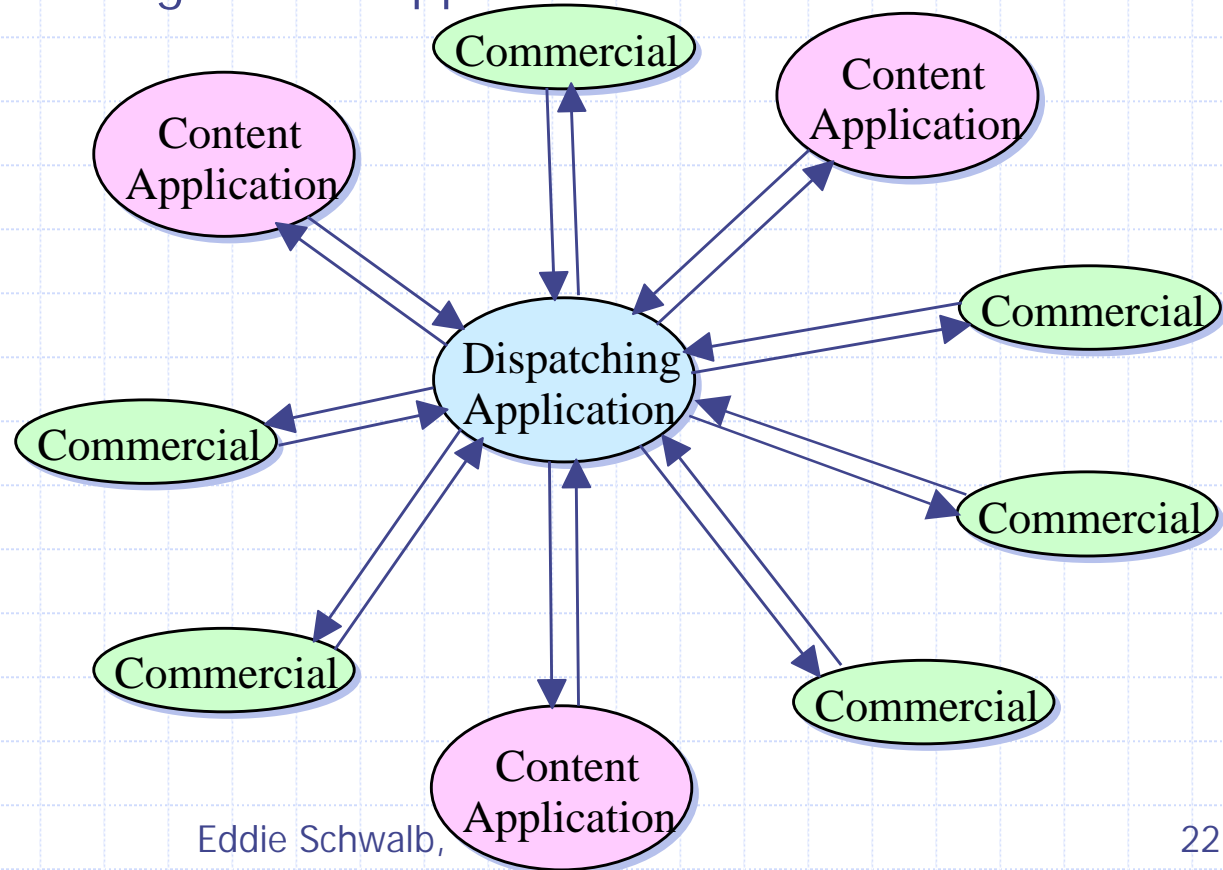 Commercial
Content
Application
Content
Application
Commercial
Dispatching
Application
Commercial
Commercial
Commercial
Commercial
Content
Application
Eddie Schwalb,
22